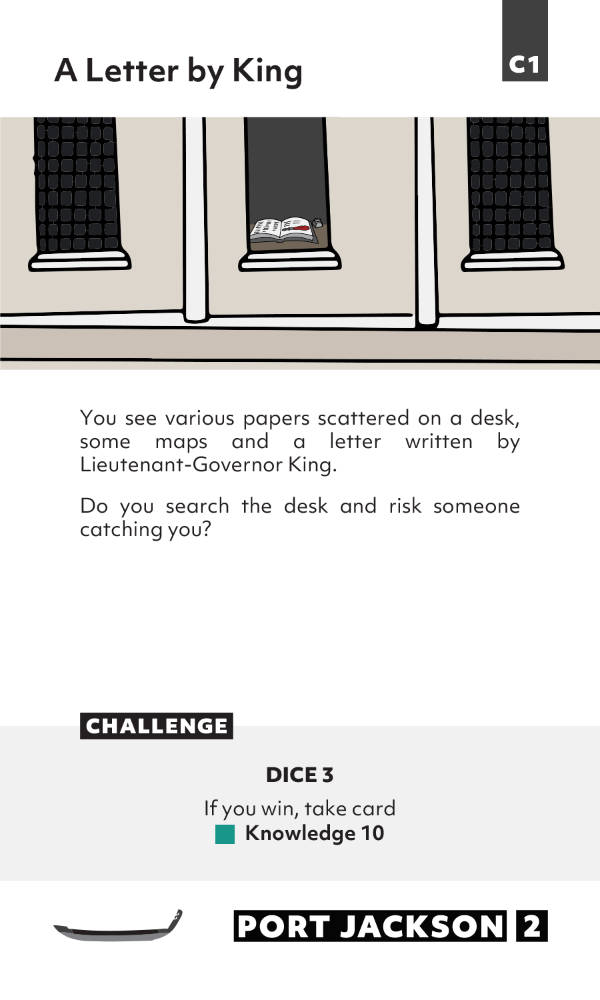 A Letter by King
C1
You see various papers scattered on a desk,
some maps and a letter written by
Lieutenant-Governor King.
Do you search the desk and risk someone
catching you?
CHALLENGE
DICE 3
If you win, take card
Knowledge 10
PORT JACKSON 2